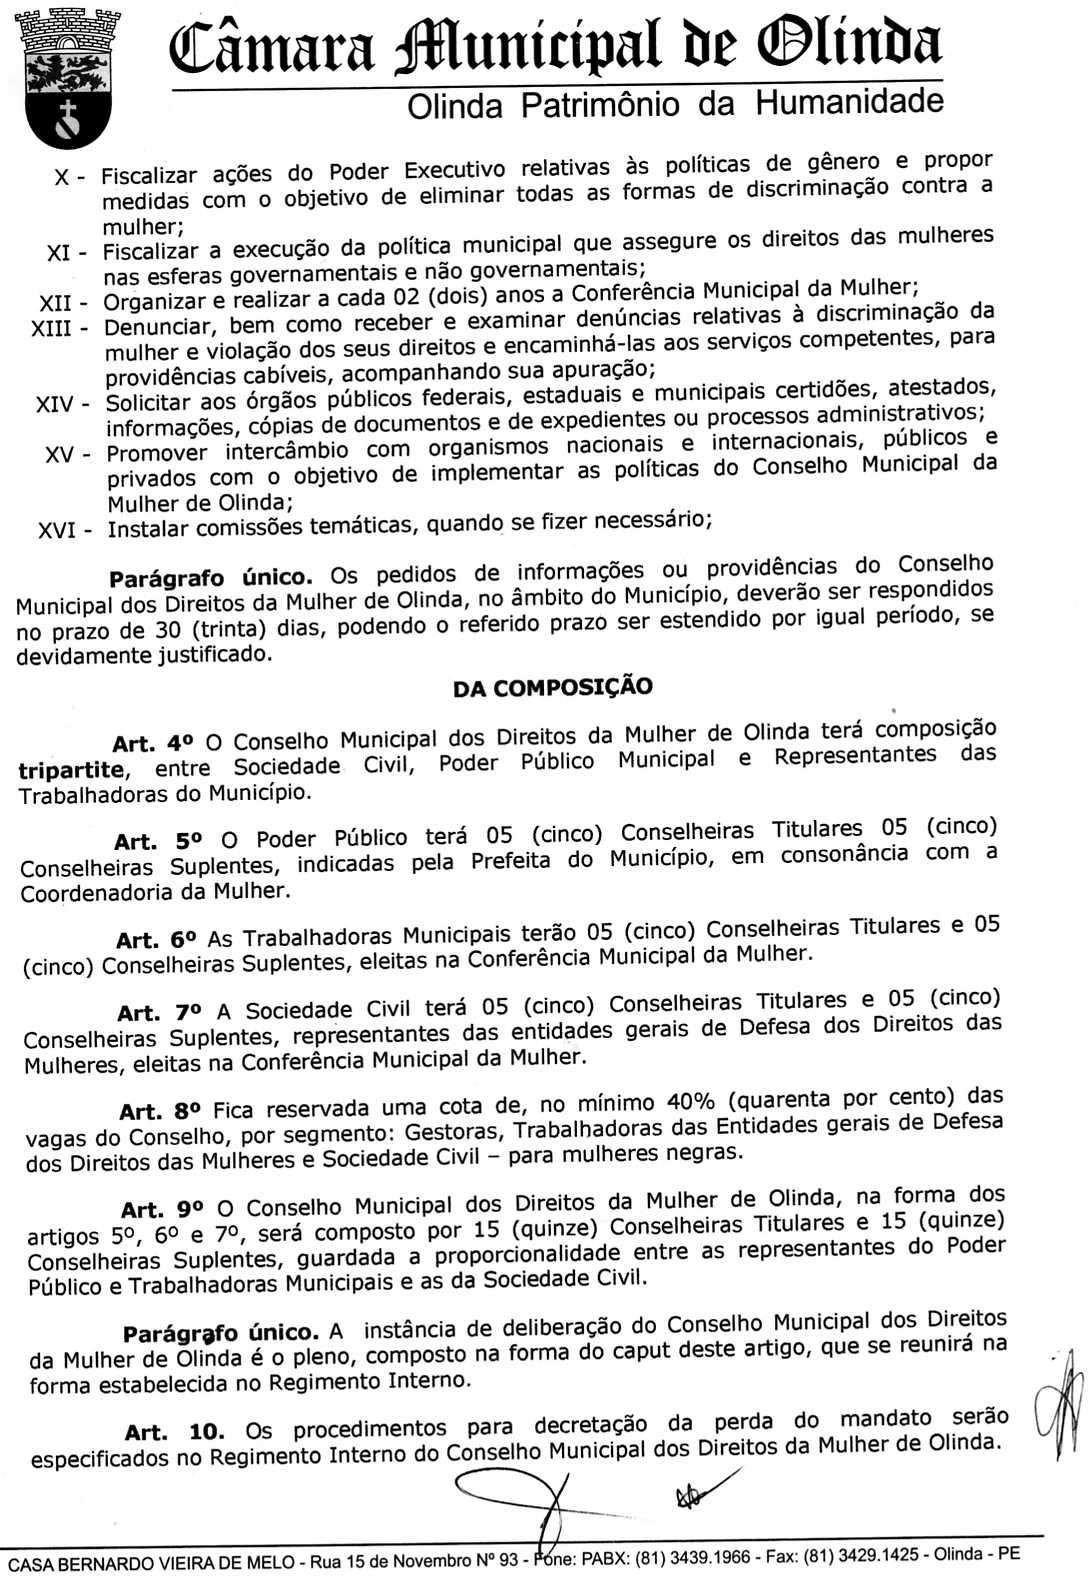 Câmara Municipal de Olinda
Olinda Patrimônio da Humanidade
X - Fiscalizar ações do Poder Executivo relativas às políticas de gênero e propor
medidas com o objetivo de eliminar todas as formas de discriminação contra a
mulher;
XI - Fiscalizar a execução da política municipal que assegure os direitos das mulheres
nas esferas governamentais e não governamentais;
XII - Organizar e realizar a cada 02 (dois) anos a Conferência Municipal da Mulher;
XIII - Denunciar, bem como receber e examinar denúncias relativas à discriminação da
mulher e violação dos seus direitos e encaminhá-las aos serviços competentes, para
providências cabíveis, acompanhando sua apuração;
XIV - Solicitar aos órgãos públicos federais, estaduais e municipais certidões, atestados,
informações, cópias de documentos e de expedientes ou processos administrativos;
XV - Promover intercâmbio com organismos nacionais e internacionais, públicos e
privados com o objetivo de implementar as políticas do Conselho Municipal da
Mulher de Olinda;
XVI - Instalar comissões temáticas, quando se fizer necessário;
Parágrafo único. Os pedidos de informações ou providências do Conselho
Municipal dos Direitos da Mulher de Olinda, no âmbito do Município, deverão ser respondidos
no prazo de 30 (trinta) dias, podendo o referido prazo ser estendido por igual período, se
devidamente justificado.
DA COMPOSIÇÃO
Art. 4º O Conselho Municipal dos Direitos da Mulher de Olinda terá composição
tripartite, entre Sociedade Civil, Poder Público Municipal e Representantes das
Trabalhadoras do Município.
Art. 5º O Poder Público terá 05 (cinco) Conselheiras Titulares 05 (cinco)
Conselheiras Suplentes, indicadas pela Prefeita do Município, em consonância com a
Coordenadoria da Mulher.
Art. 6º As Trabalhadoras Municipais terão 05 (cinco) Conselheiras Titulares e 05
(cinco) Conselheiras Suplentes, eleitas na Conferência Municipal da Mulher.
Art. 7º A Sociedade Civil terá 05 (cinco) Conselheiras Titulares e 05 (cinco)
Conselheiras Suplentes, representantes das entidades gerais de Defesa dos Direitos das
Mulheres, eleitas na Conferência Municipal da Mulher.
Art. 8º Fica reservada uma cota de, no mínimo 40% (quarenta por cento) das
vagas do Conselho, por segmento: Gestoras, Trabalhadoras das Entidades gerais de Defesa
dos Direitos das Mulheres e Sociedade Civil – para mulheres negras.
Art. 9º O Conselho Municipal dos Direitos da Mulher de Olinda, na forma dos
artigos 5º, 6º e 7º, será composto por 15 (quinze) Conselheiras Titulares e 15 (quinze)
Conselheiras Suplentes, guardada a proporcionalidade entre as representantes do Poder
Público e Trabalhadoras Municipais e as da Sociedade Civil.
Parágrafo único. A instância de deliberação do Conselho Municipal dos Direitos
da Mulher de Olinda é o pleno, composto na forma do caput deste artigo, que se reunirá na
forma estabelecida no Regimento Interno.
Art. 10. Os procedimentos para decretação da perda do mandato serão
especificados no Regimento Interno do Conselho Municipal dos Direitos da Mulher de Olinda.
CASA BERNARDO VIEIRA DE MELO - Rua 15 de Novembro Nº 93 - Fone: PABX: (81) 3439.1966 - Fax: (81) 3429.1425 - Olinda - PE